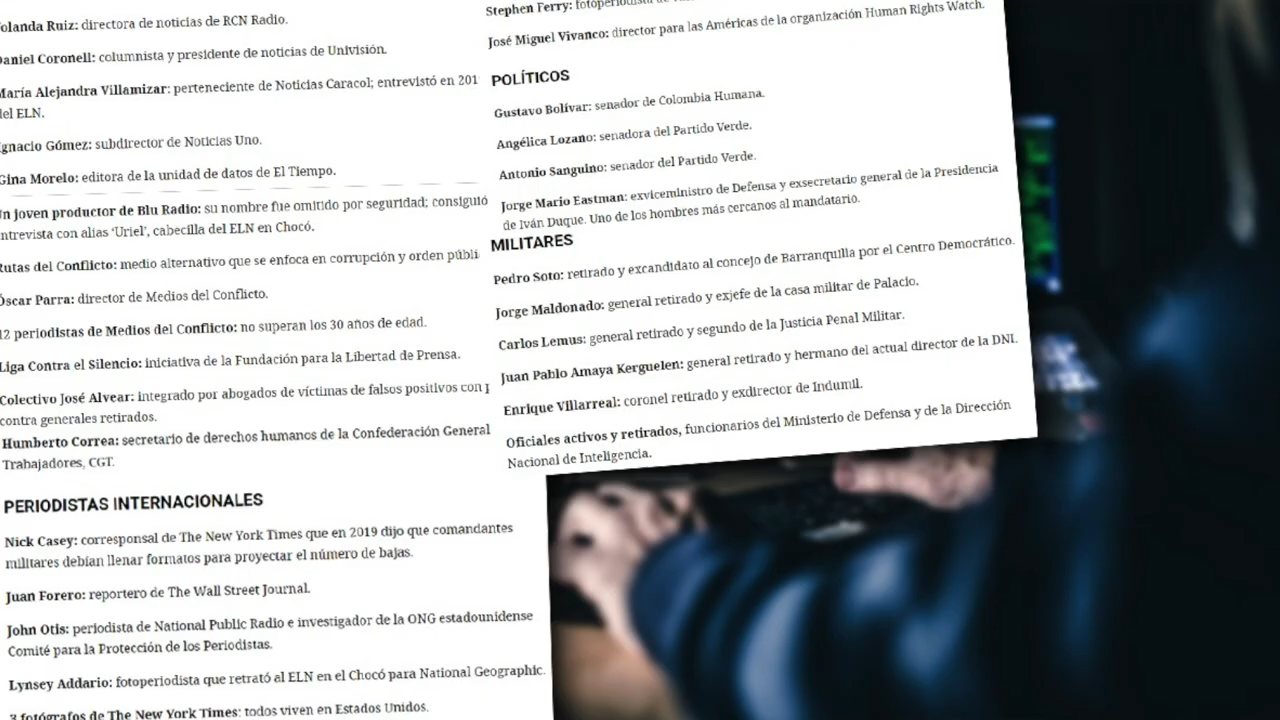 Yolanda Ruiz: directora de noticias de RCN Radio.
Daniel Coronell: columnista y presidente de noticias de Univisión.
María Alejandra Villamizar: perteneciente de Noticias Caracol; entrevistó en 201
del ELN.
Ignacio Gómez: subdirector de Noticias Uno.
Gina Morelo: editora de la unidad de datos de El Tiempo.
Un joven productor de Blu Radio: su nombre fue omitido por seguridad; consiguió
entrevista con alias ‘Uriel’, cabecilla del ELN en Chocó.
Rutas del Conflicto: medio alternativo que se enfoca en corrupción y orden públi
Óscar Parra: director de Medios del Conflicto.
12 periodistas de Medios del Conflicto: no superan los 30 años de edad.
Liga Contra el Silencio: iniciativa de la Fundación para la Libertad de Prensa.
Colectivo José Alvear: integrado por abogados de víctimas de falsos positivos con
contra generales retirados.
Humberto Correa: secretario de derechos humanos de la Confederación General
Trabajadores, CGT.
PERIODISTAS INTERNACIONALES
Nick Casey: corresponsal de The New York Times que en 2019 dijo que comandantes
militares debían llenar formatos para proyectar el número de bajas.
Juan Forero: reportero de The Wall Street Journal.
John Otis: periodista de National Public Radio e investigador de la ONG estadounidense
Comité para la Protección de los Periodistas.
Lynsey Addario: fotoperiodista que retrató al ELN en el Chocó para National Geographic.
3 fotógrafos de The New York Times: todos viven en Estados Unidos.
Stephen Ferry: fotoperiodista de
José Miguel Vivanco: director para las Américas de la organización Human Rights Watch.
POLÍTICOS
Gustavo Bolívar: senador de Colombia Humana.
Angélica Lozano: senadora del Partido Verde.
Antonio Sanguino: senador del Partido Verde.
Jorge Mario Eastman: exviceministro de Defensa y exsecretario general de la Presidencia
de Iván Duque. Uno de los hombres más cercanos al mandatario.
MILITARES
Pedro Soto: retirado y excandidato al concejo de Barranquilla por el Centro Democrático.
Jorge Maldonado: general retirado y exjefe de la casa militar de Palacio.
Carlos Lemus: general retirado y segundo de la Justicia Penal Militar.
Juan Pablo Amaya Kerguelen: general retirado y hermano del actual director de la DNI.
Enrique Villarreal: coronel retirado y exdirector de Indumil.
Oficiales activos y retirados, funcionarios del Ministerio de Defensa y de la Dirección
Nacional de Inteligencia.